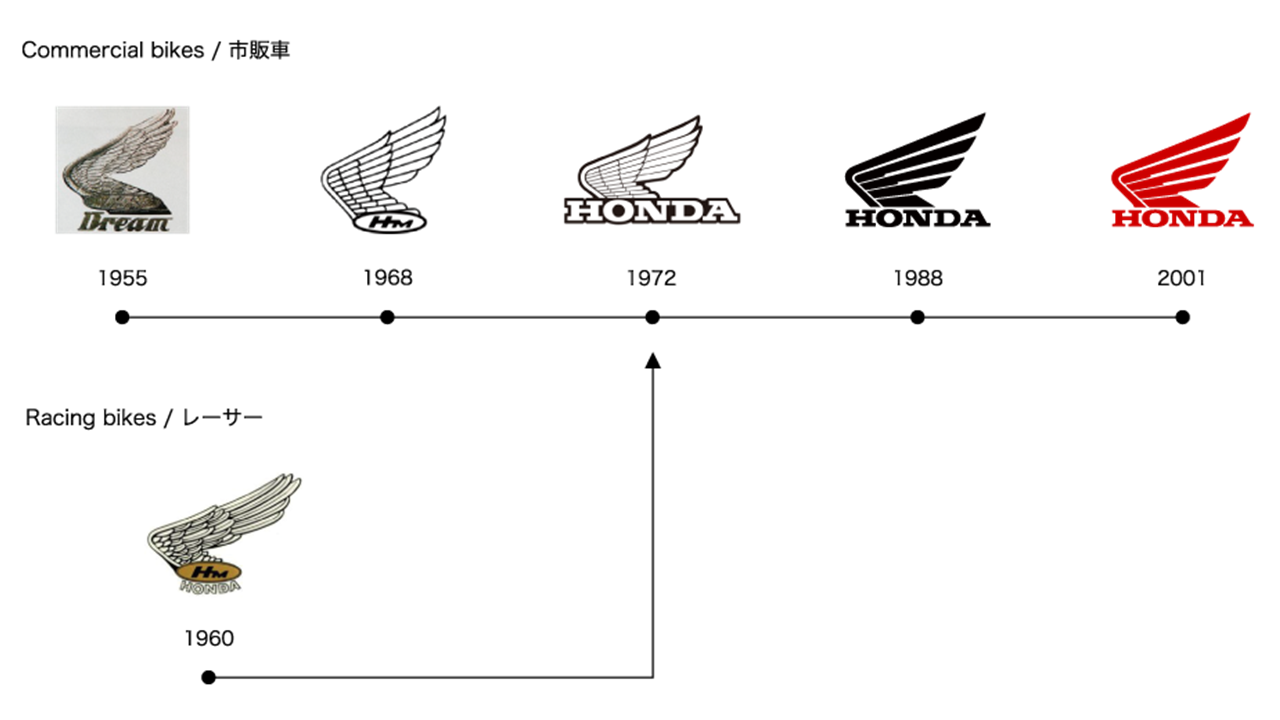 Commercial bikes / 市販車
Dream
HM
HONDA
HONDA
HONDA
1955
1968
1972
1988
2001
Racing bikes / レーサー
HM
HONDA
1960